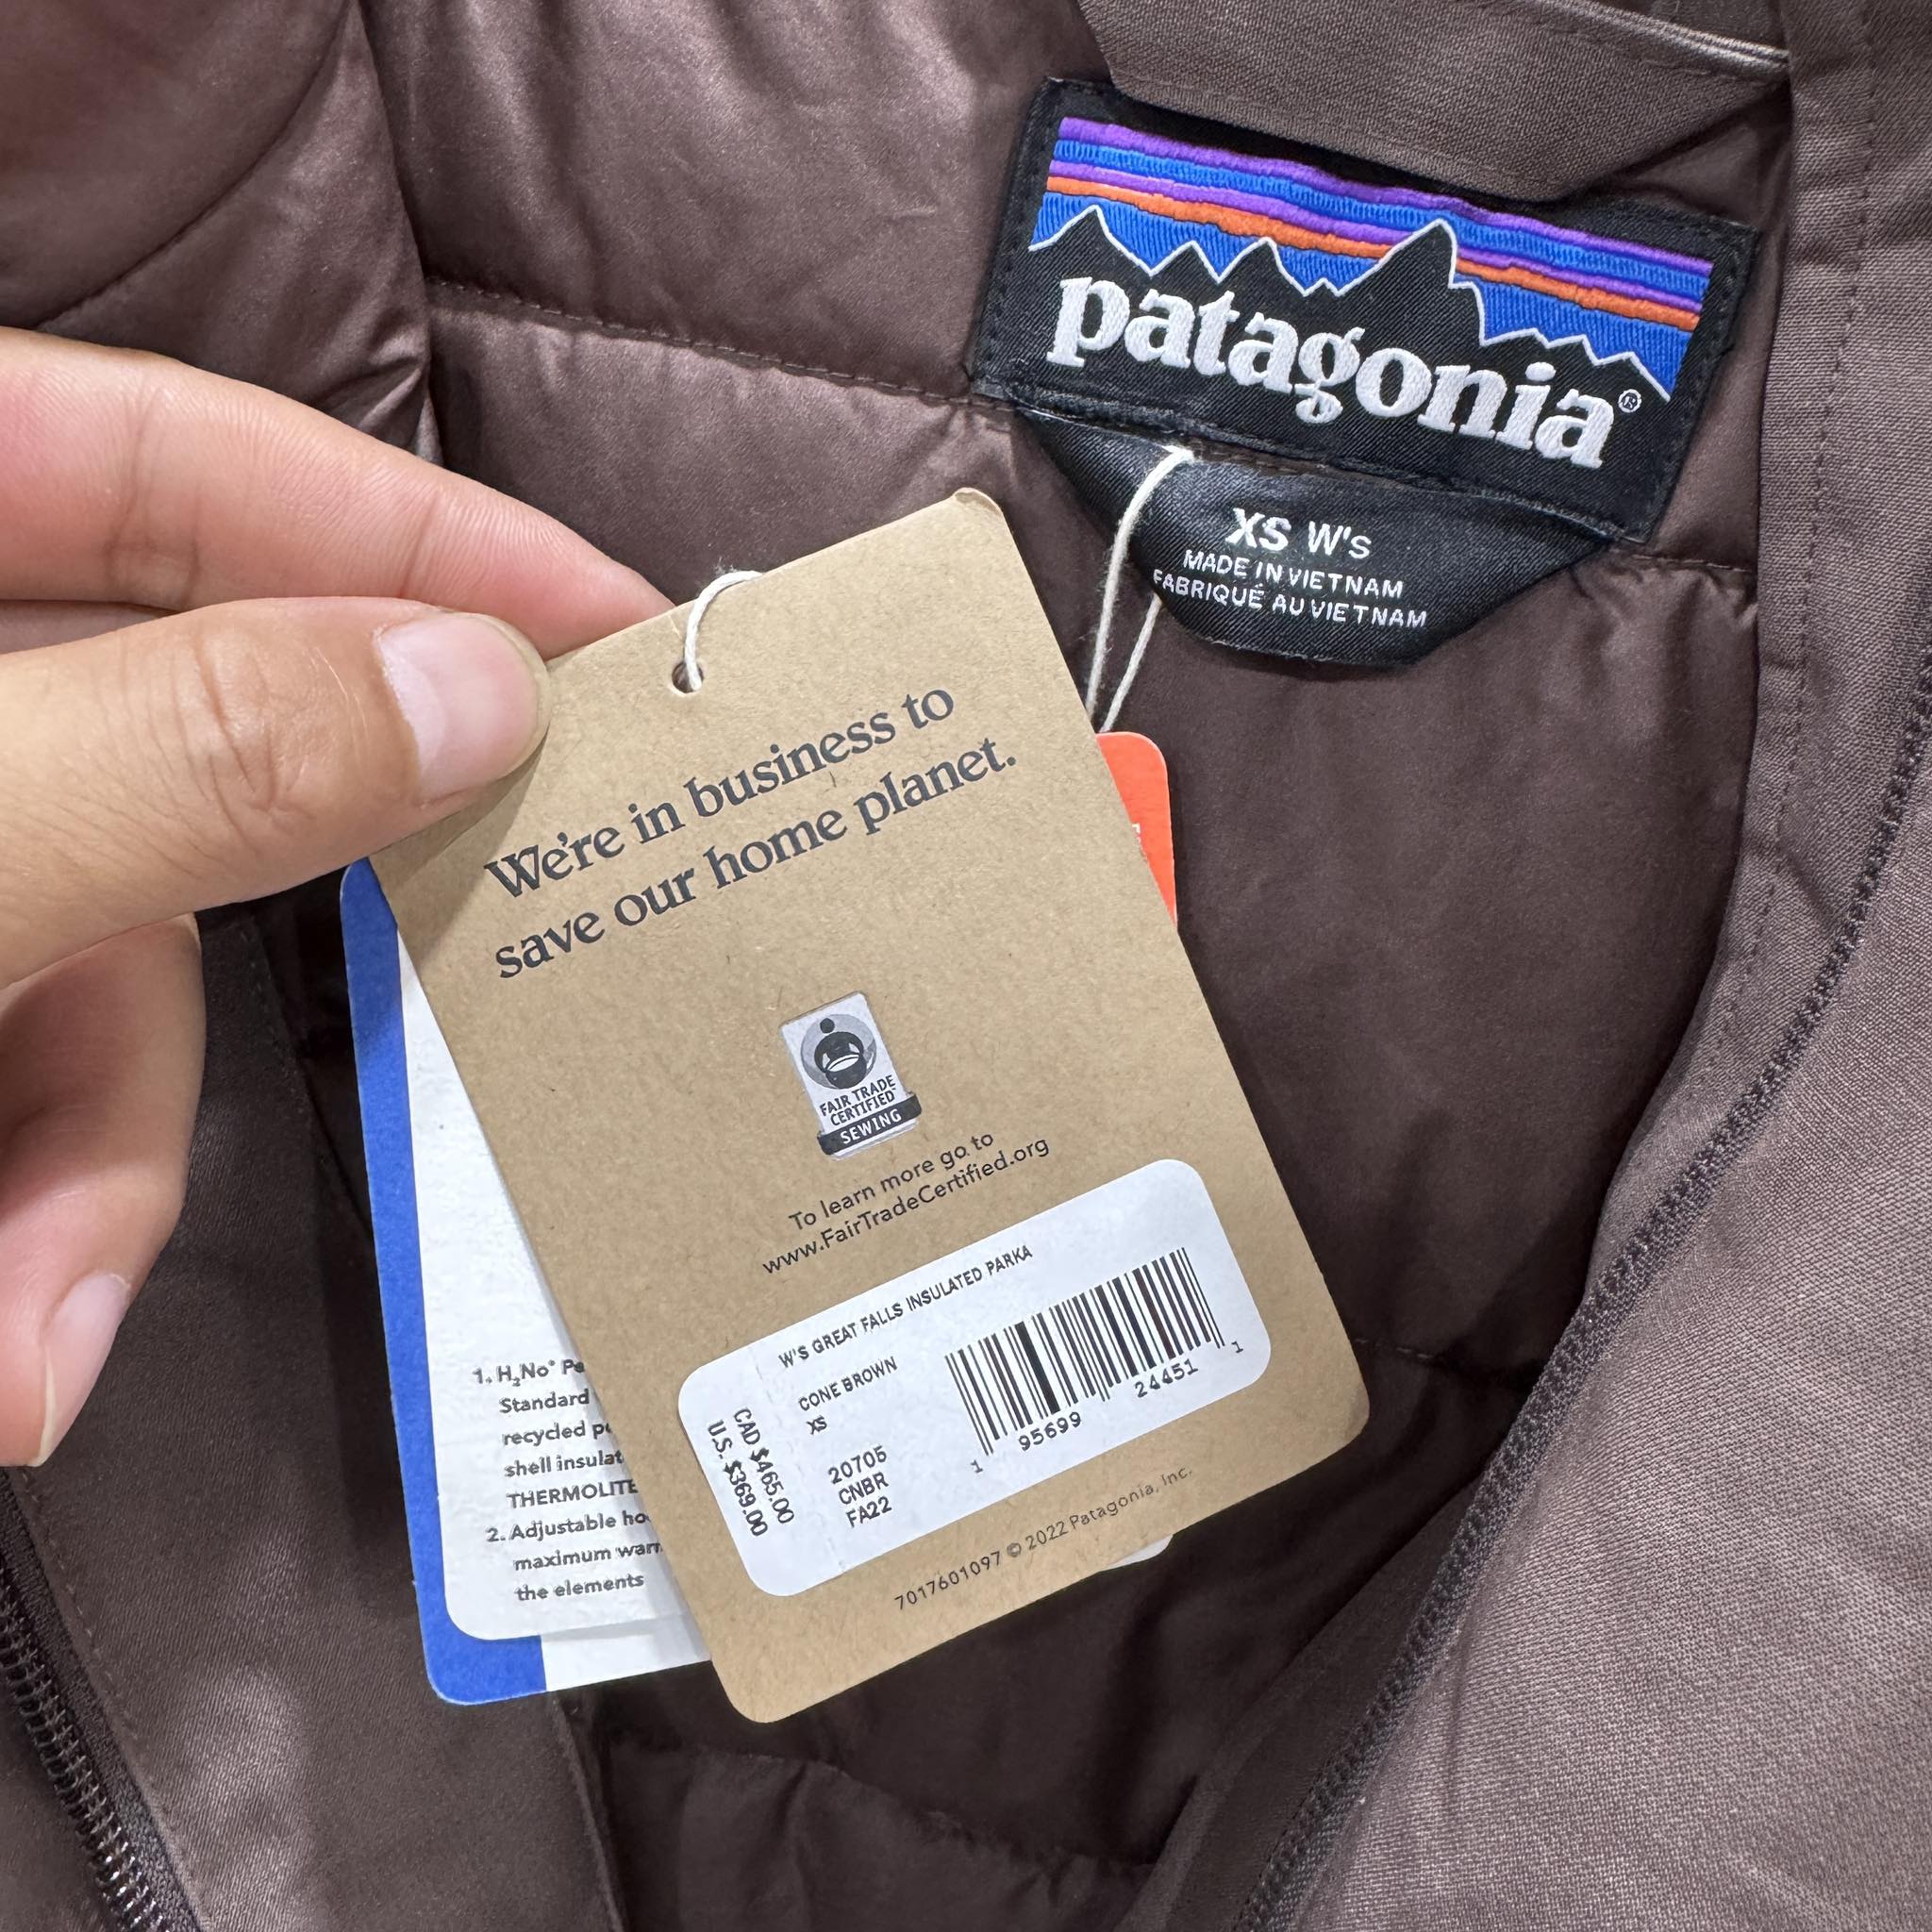 patagonia®
XS W's
MADE IN VIETNAM
FABRIQUÉ AU VIETNAM
We're in business to
save our home planet.
FAIR TRADE
CERTIFIED
SEWING
To learn more go to
www.FairTradeCertified.org
W'S GREAT FALLS INSULATED PARKA
CONE BROWN
XS
20705
CNBR
FA22
CAD $465.00
U.S. $369.00
1 95699 24451 1
7017601097 © 2022 Patagonia, Inc.
1. H₂No®
Standard
recycled
shell
THERMOLITE
2. Adjustable
maximum
the elements